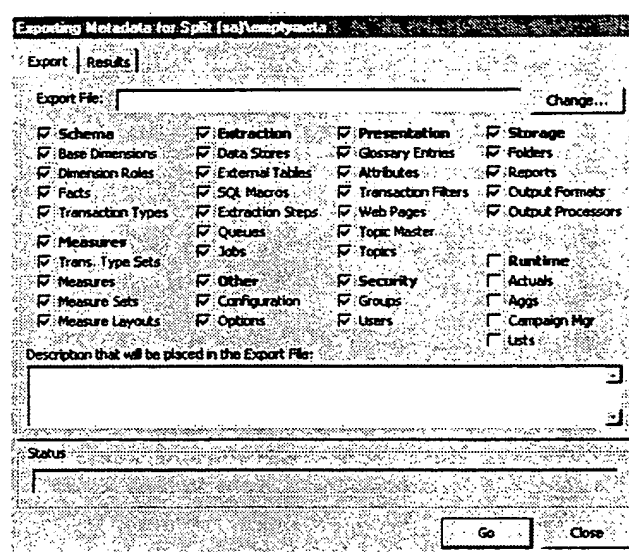 Exporting Metadata for Split [sa]\emptymeta
Export Results
Export File: Change...
Schema Extraction Presentation Storage
Base Dimensions Data Stores Glossary Entries Folders
Dimension Roles External Tables Attributes Reports
Facts SQL Macros Transaction Filters Output Formats
Transaction Types Extraction Steps Web Pages Output Processors
Queues Topic Master
Measures Jobs Topics
Trans. Type Sets Runtime
Measures Other Security Actuals
Measure Sets Configuration Groups Aggs
Measure Layouts Options Users Campaign Mgr
Lists
Description that will be placed in the Export File:
Status
Go Close